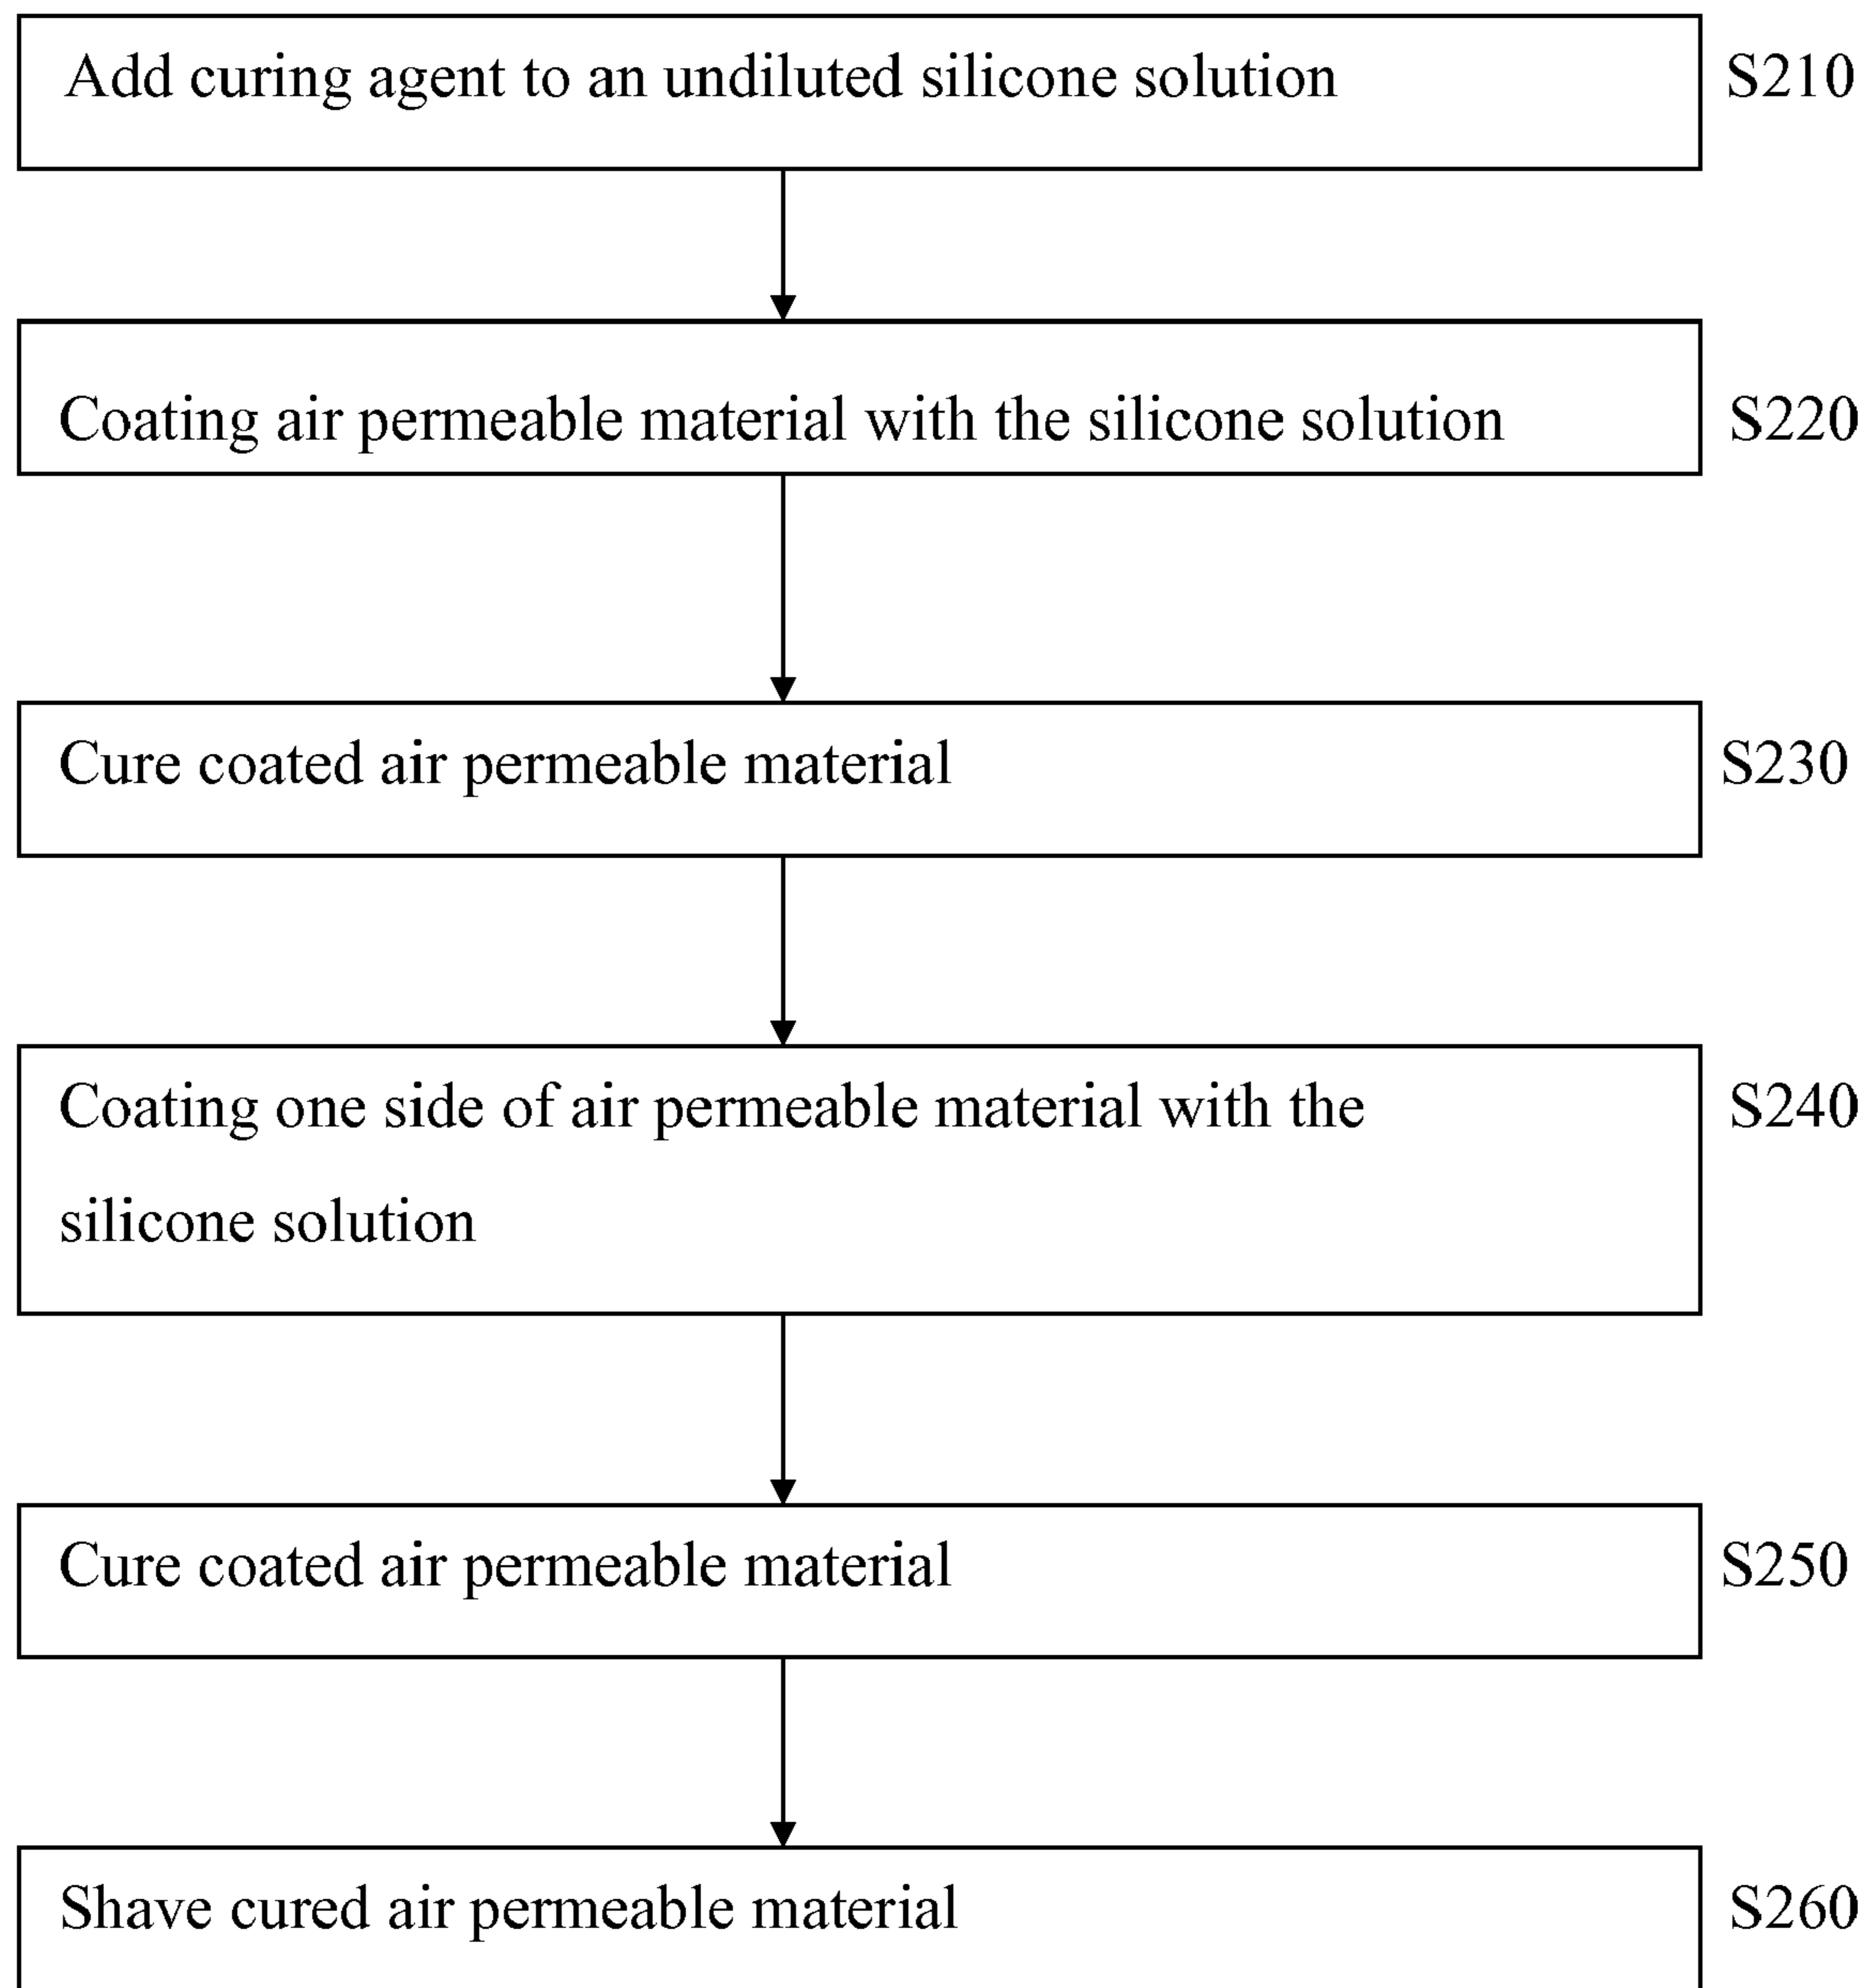 Add curing agent to an undiluted silicone solution S210
Coating air permeable material with the silicone solution S220
Cure coated air permeable material S230
Coating one side of air permeable material with the S240
silicone solution
Cure coated air permeable material S250
Shave cured air permeable material S260